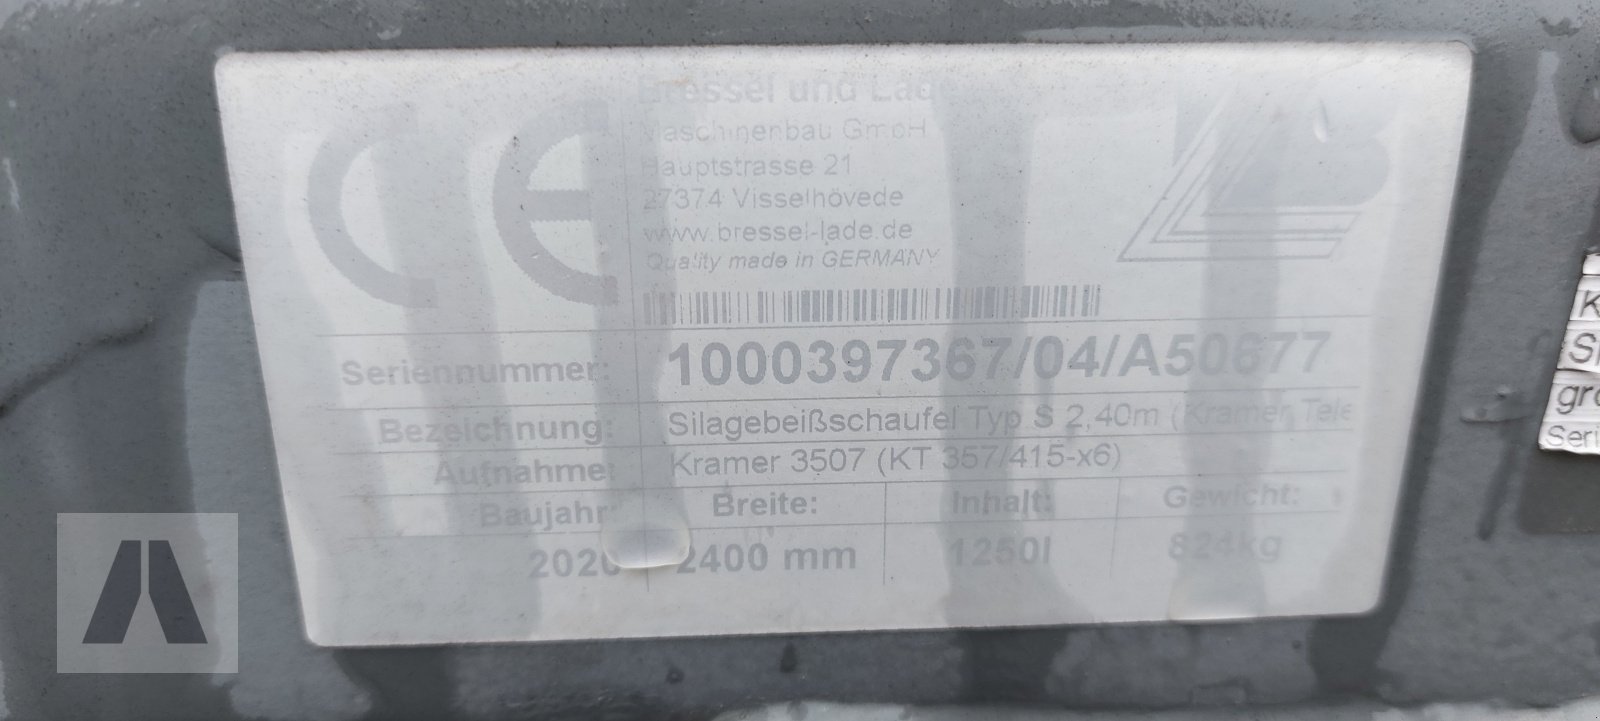 Bressel und Lade
Maschinenbau GmbH
Hauptstrasse 21
27374 Visselhövede
www.bressel-lade.de
Quality made in GERMANY
Seriennummer: 1000397367/04/A50677
Bezeichnung: Silagebeißschaufel Typ S 2,40m (Kramer, Tele
Aufnahme: Kramer 3507 (KT 357/415-x6)
Baujahr: Breite: Inhalt: Gewicht:
2020 2400 mm 1250l 824kg
K
gro
Seri